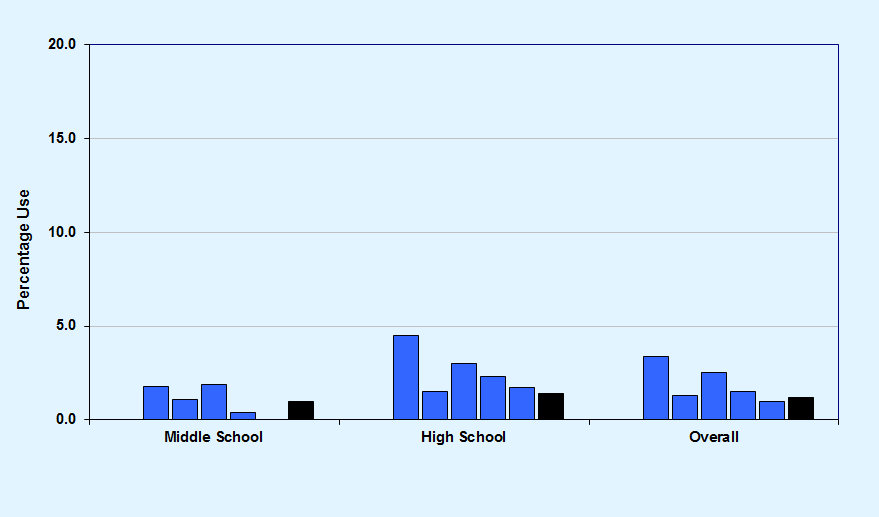 20.0
15.0
10.0
5.0
0.0
Percentage Use
Middle School
High School
Overall